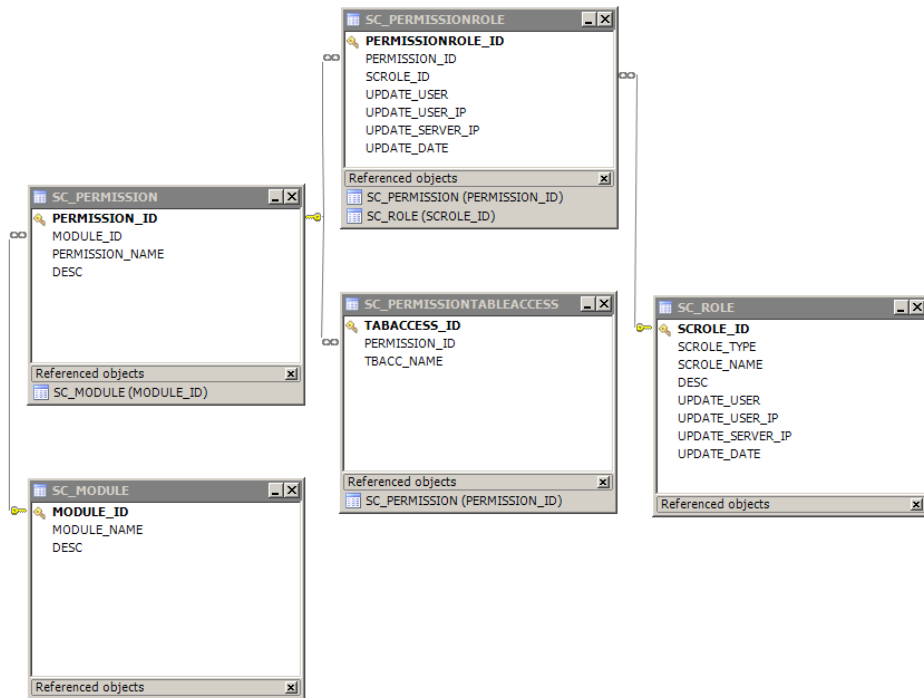 SC_PERMISSIONROLE
PERMISSIONROLE_ID
PERMISSION_ID
SCROLE_ID
UPDATE_USER
UPDATE_USER_IP
UPDATE_SERVER_IP
UPDATE_DATE
Referenced objects
SC_PERMISSION (PERMISSION_ID)
SC_ROLE (SCROLE_ID)
SC_PERMISSION
PERMISSION_ID
MODULE_ID
PERMISSION_NAME
DESC
Referenced objects
SC_MODULE (MODULE_ID)
SC_PERMISSIONTABLEACCESS
TABACCESS_ID
PERMISSION_ID
TBACC_NAME
Referenced objects
SC_PERMISSION (PERMISSION_ID)
SC_ROLE
SCROLE_ID
SCROLE_TYPE
SCROLE_NAME
DESC
UPDATE_USER
UPDATE_USER_IP
UPDATE_SERVER_IP
UPDATE_DATE
Referenced objects
SC_MODULE
MODULE_ID
MODULE_NAME
DESC
Referenced objects